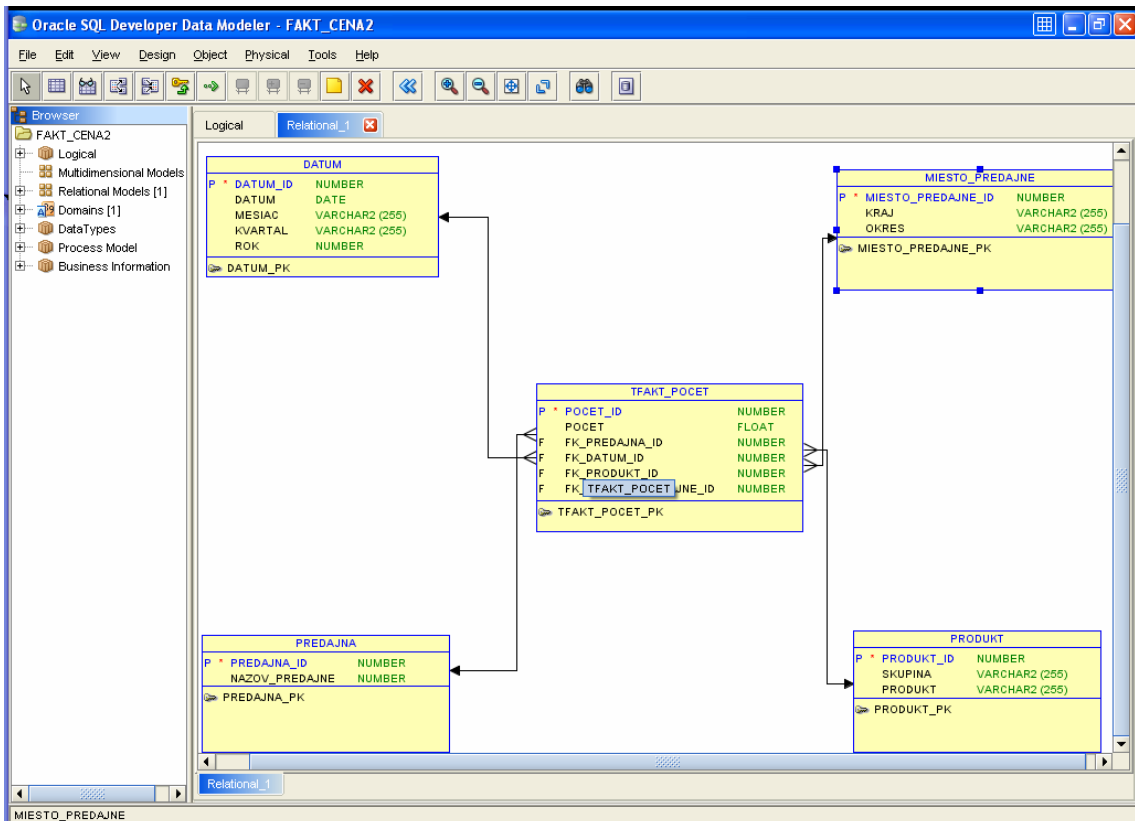 Oracle SQL Developer Data Modeler - FAKT_CENA2
File Edit View Design Object Physical Tools Help
Browser
FAKT_CENA2
Logical
Multidimensional Models
Relational Models [1]
Domains [1]
DataTypes
Process Model
Business Information
Logical Relational_1
DATUM
P * DATUM_ID NUMBER
DATUM DATE
MESIAC VARCHAR2 (255)
KVARTAL VARCHAR2 (255)
ROK NUMBER
DATUM_PK
MIESTO_PREDAJNE
P * MIESTO_PREDAJNE_ID NUMBER
KRAJ VARCHAR2 (255)
OKRES VARCHAR2 (255)
MIESTO_PREDAJNE_PK
TFAKT_POCET
P * POCET_ID NUMBER
POCET FLOAT
F FK_PREDAJNA_ID NUMBER
F FK_DATUM_ID NUMBER
F FK_PRODUKT_ID NUMBER
F FK_ TFAKT_POCET JNE_ID NUMBER
TFAKT_POCET_PK
PREDAJNA
P * PREDAJNA_ID NUMBER
NAZOV_PREDAJNE NUMBER
PREDAJNA_PK
PRODUKT
P * PRODUKT_ID NUMBER
SKUPINA VARCHAR2 (255)
PRODUKT VARCHAR2 (255)
PRODUKT_PK
Relational_1
MIESTO_PREDAJNE